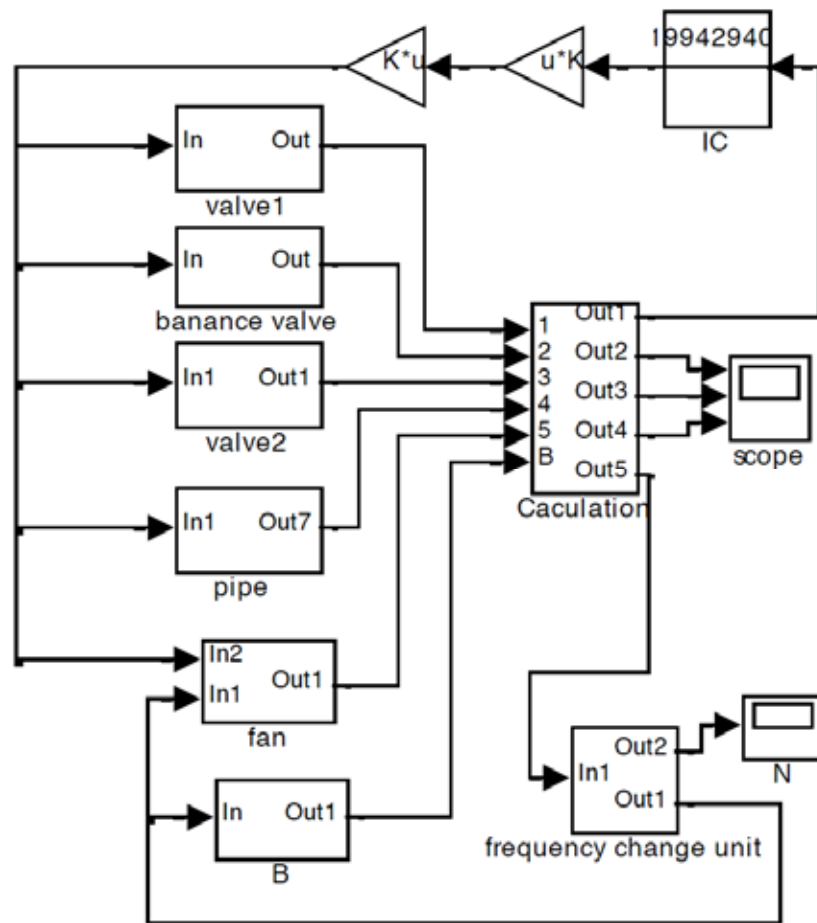 K*u
u*K
19942940
IC
In Out
valve1
In Out
banance valve
In1 Out1
valve2
In1 Out7
pipe
In2
In1
Out1
fan
In Out1
B
1
2
3
4
5
B
Out1
Out2
Out3
Out4
Out5
Caculation
scope
In1
Out2
Out1
frequency change unit
N